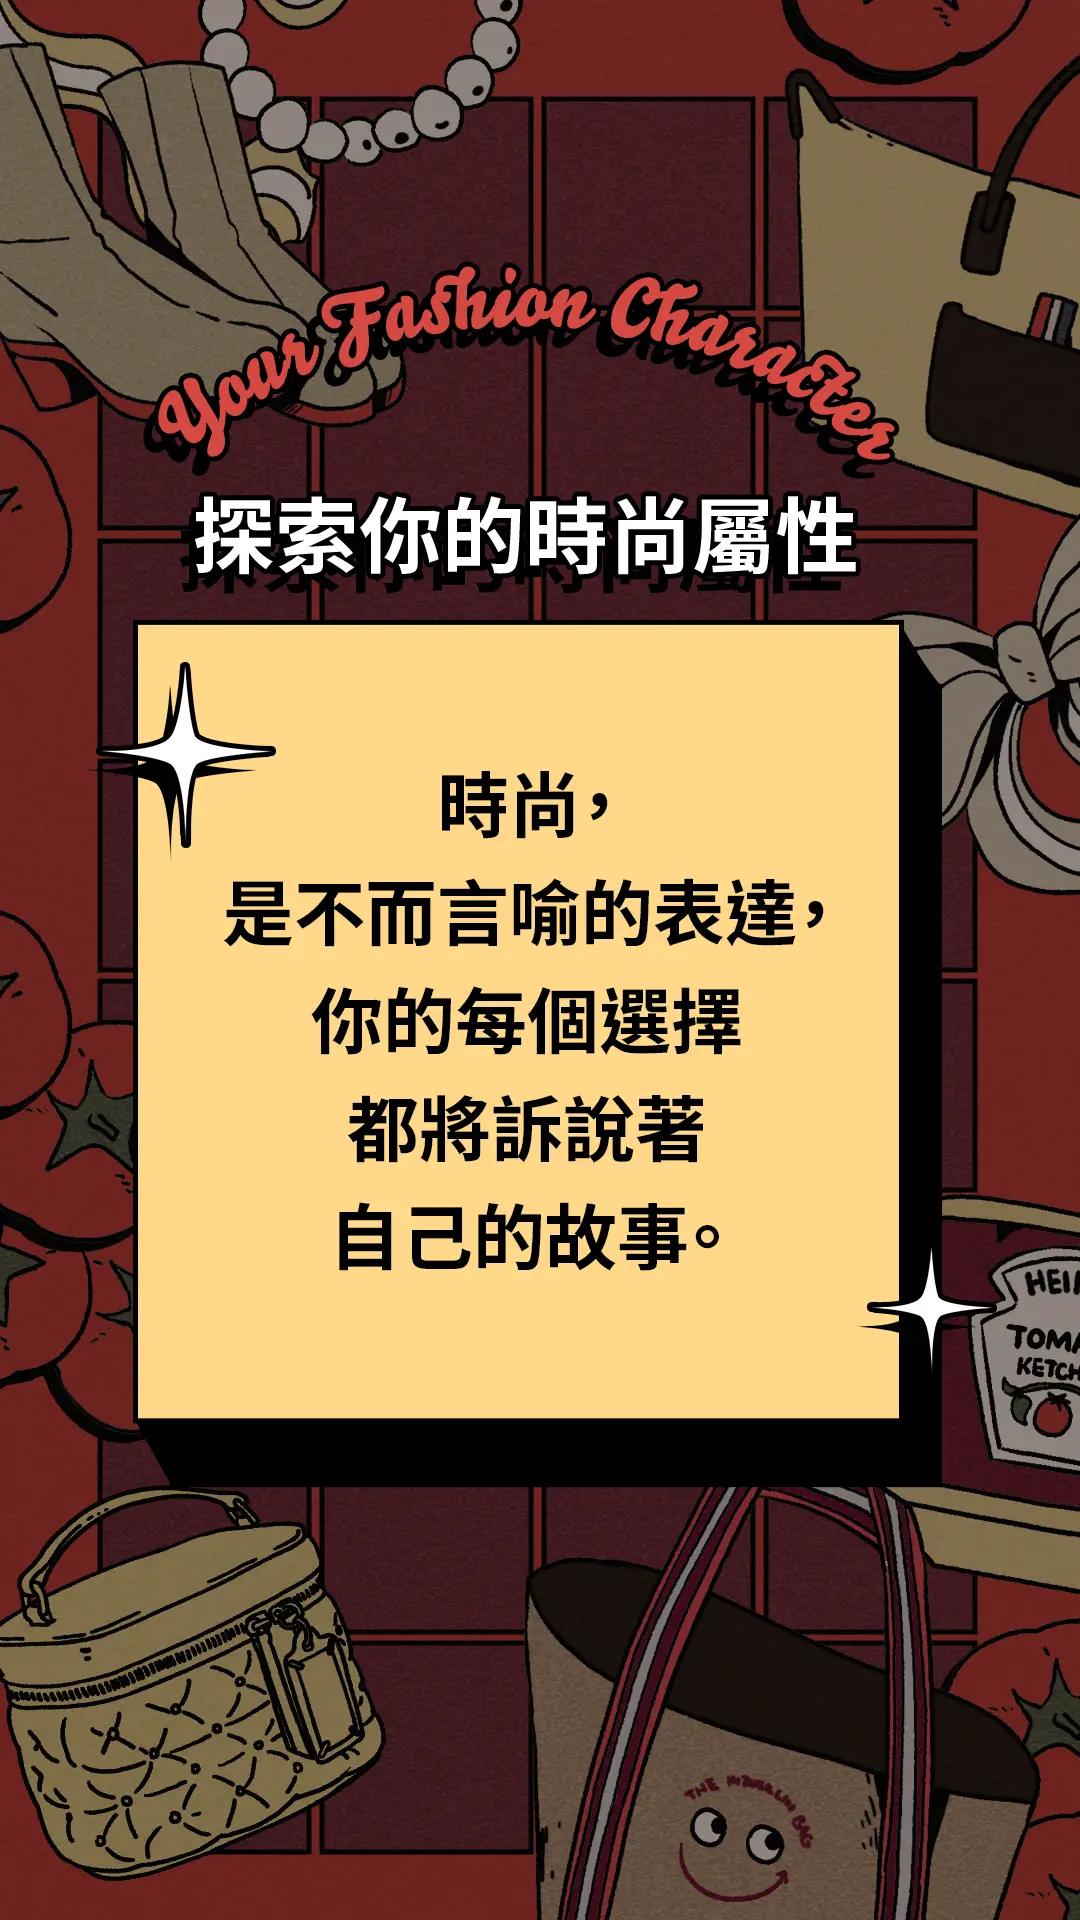 Your Fashion Character
探索你的時尚屬性
時尚，
是不而言喻的表達，
你的每個選擇
都將訴說著
自己的故事。
TOMA
KETCH
THE
BAG